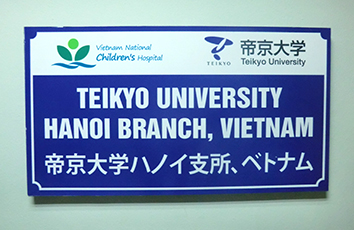 Vietnam National
Children's Hospital
TEIKYO
帝京大学
Teikyo University
TEIKYO UNIVERSITY
HANOI BRANCH, VIETNAM
帝京大学ハノイ支所、ベトナム